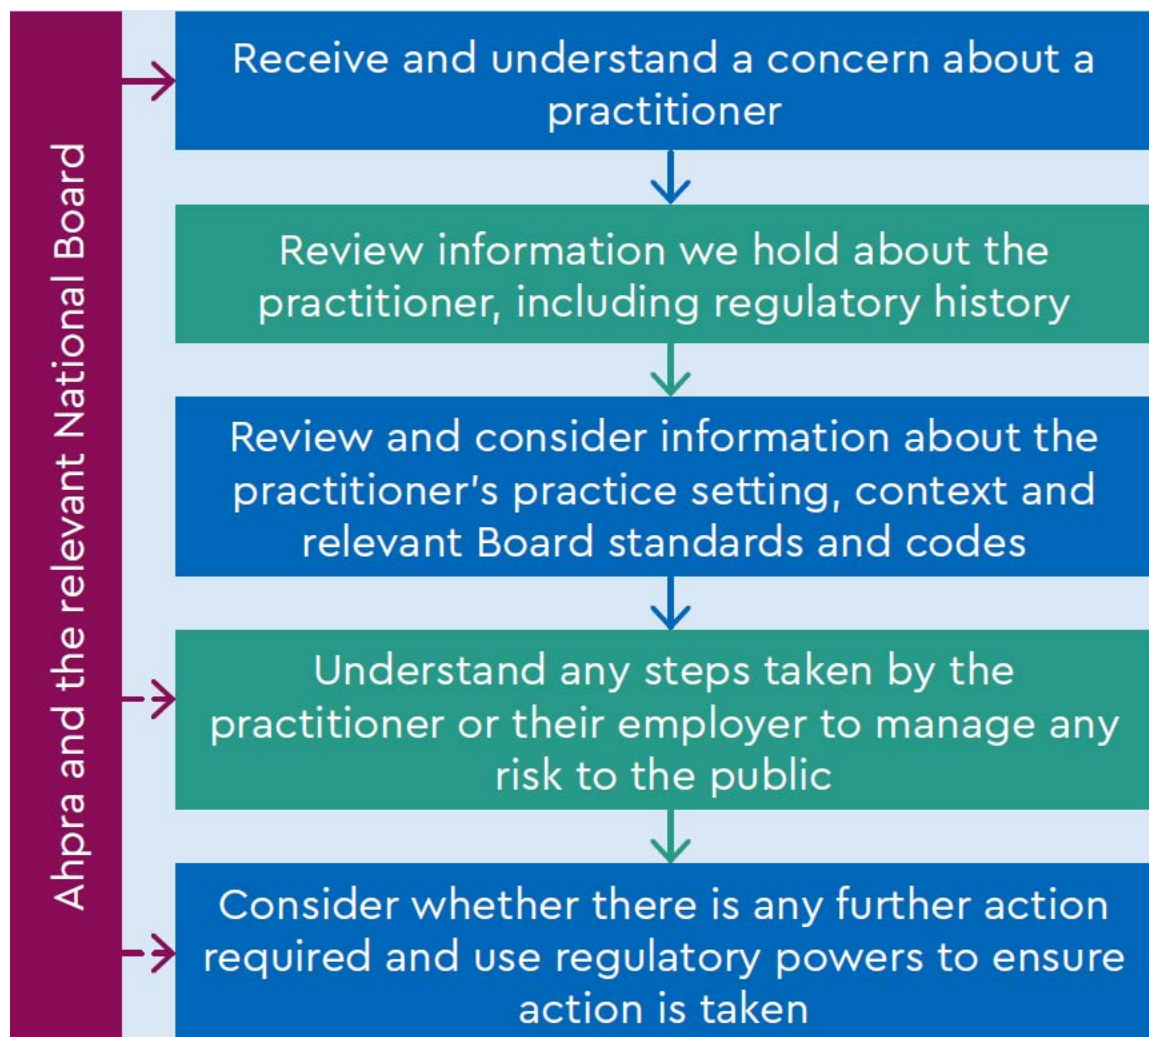 Ahpra and the relevant National Board
Receive and understand a concern about a
practitioner
Review information we hold about the
practitioner, including regulatory history
Review and consider information about the
practitioner's practice setting, context and
relevant Board standards and codes
Understand any steps taken by the
practitioner or their employer to manage any
risk to the public
Consider whether there is any further action
required and use regulatory powers to ensure
action is taken